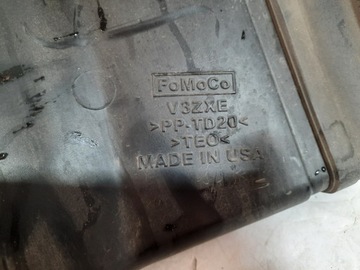 FoMoCo
V3ZXE
>PP-TD20<
>TEO<
MADE IN USA